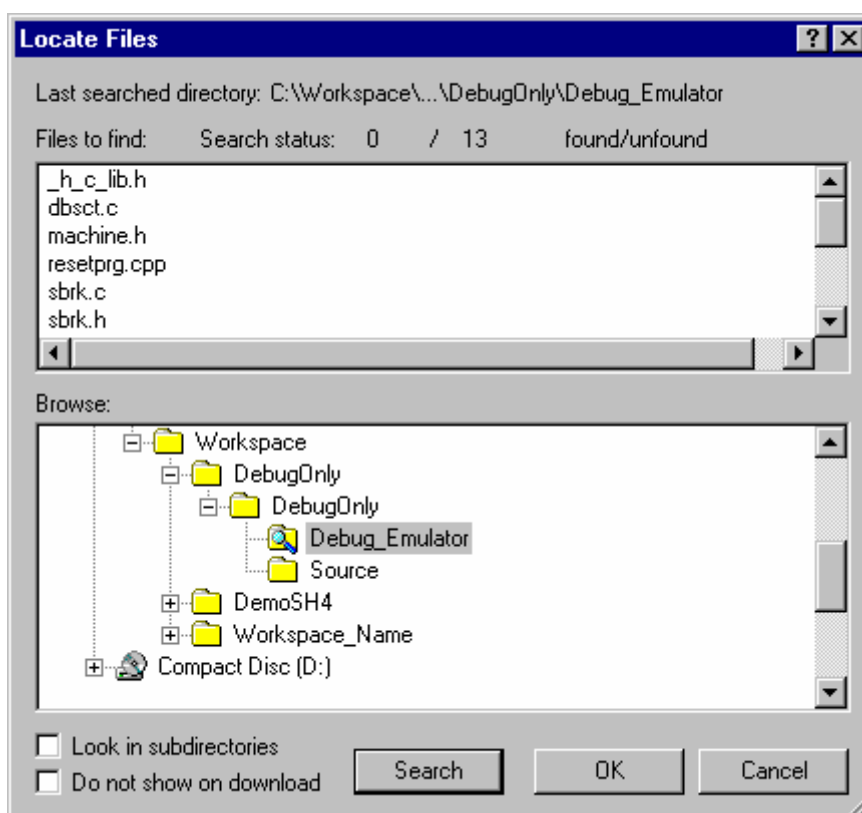 Locate Files
Last searched directory: C:\Workspace\...\DebugOnly\Debug_Emulator
Files to find: Search status: 0 / 13 found/unfound
_h_c_lib.h
dbsct.c
machine.h
resetprg.cpp
sbrk.c
sbrk.h
Browse:
Workspace
DebugOnly
DebugOnly
Debug_Emulator
Source
DemoSH4
Workspace_Name
Compact Disc (D:)
Look in subdirectories
Do not show on download
Search OK Cancel